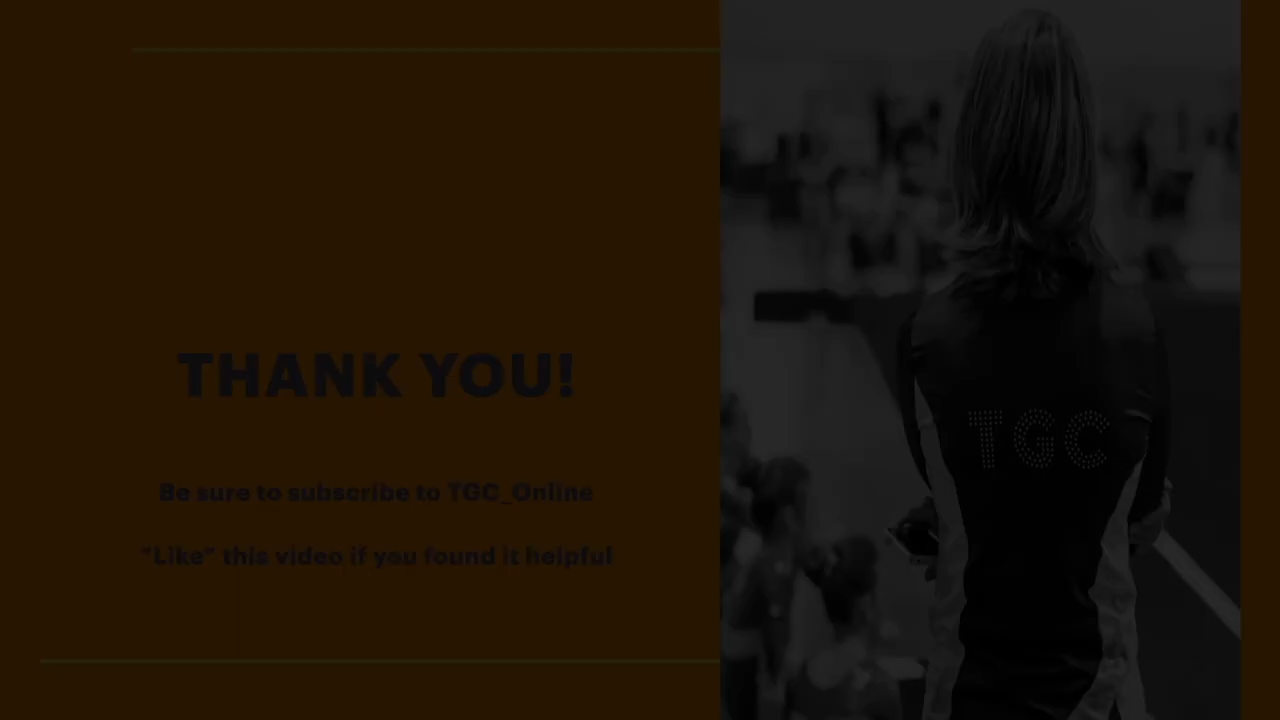 THANK YOU!
Be sure to subscribe to TGC_Online
"Like" this video if you found it helpful
TGC